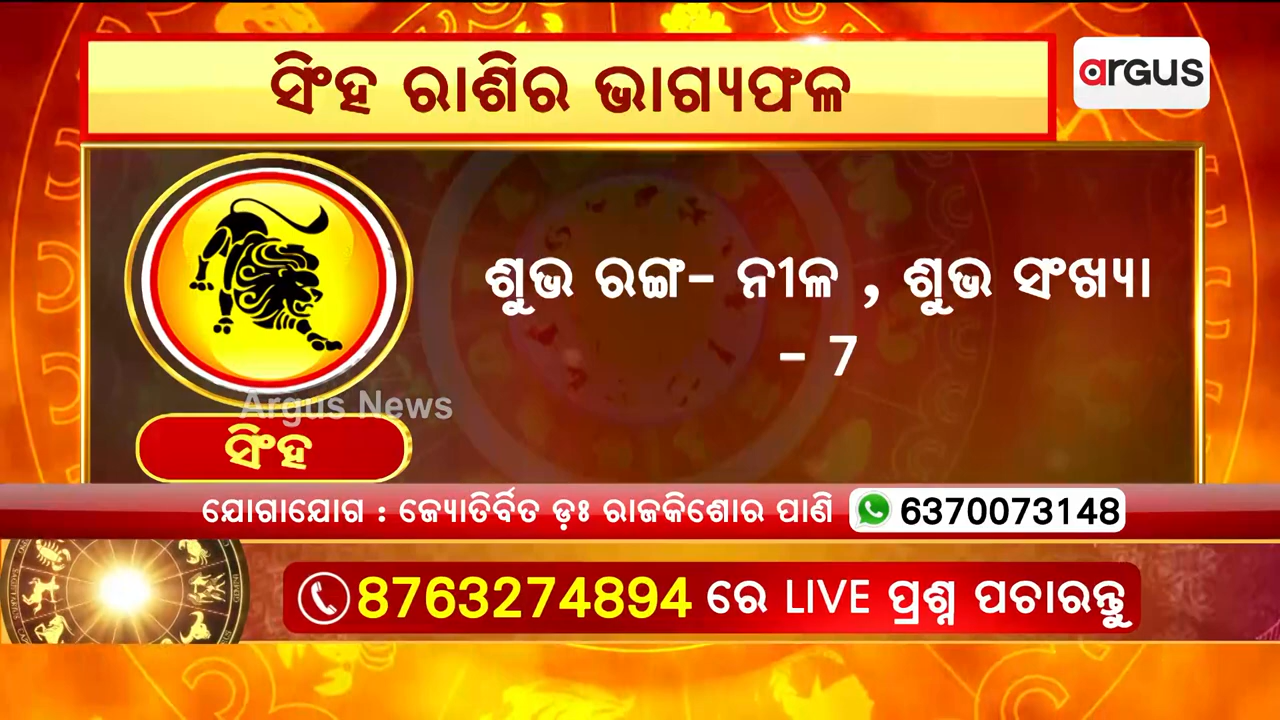 ସିଂହ ରାଶିର ଭାଗ୍ୟଫଳ
argus
ଶୁଭ ରଙ୍ଗ- ନୀଳ , ଶୁଭ ସଂଖ୍ୟା
- 7
Argus News
ସିଂହ
ଯୋଗାଯୋଗ : ଜ୍ୟୋତିର୍ବିତ ଡ଼ଃ ରାଜକିଶୋର ପାଣି 6370073148
8763274894 ରେ LIVE ପ୍ରଶ୍ନ ପଚାରନ୍ତୁ